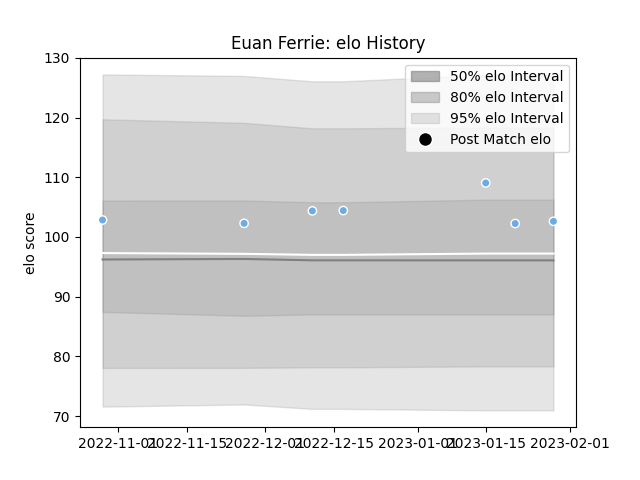 Euan Ferrie: elo History
130
120
110
100
90
80
70
elo score
50% elo Interval
80% elo Interval
95% elo Interval
Post Match elo
2022-11-01
2022-11-15
2022-12-01
2022-12-15
2023-01-01
2023-01-15
2023-02-01